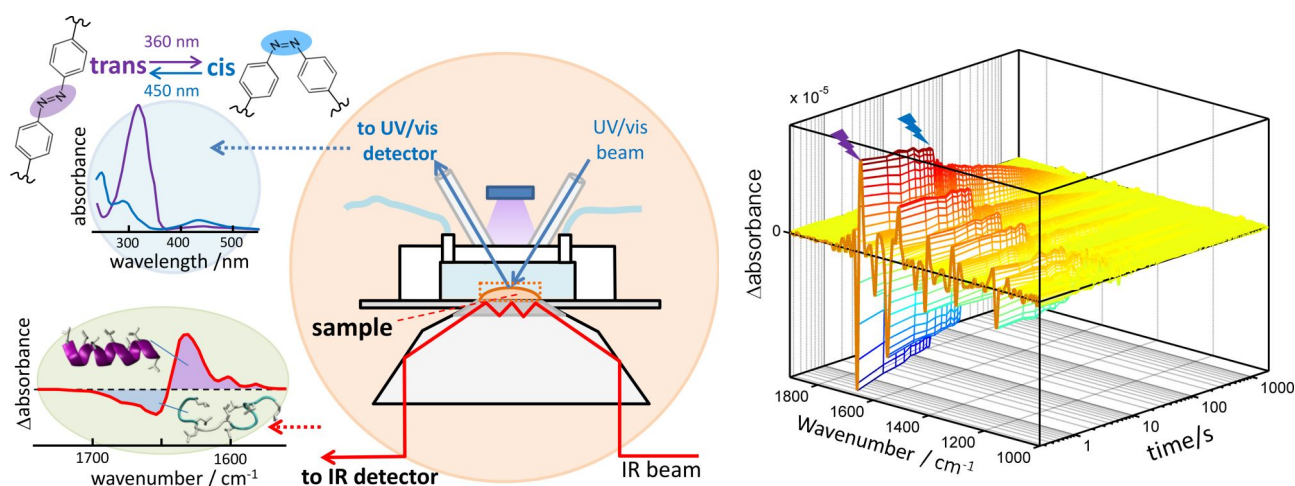 360 nm
trans
cis
450 nm
N=N
N=N
absorbance
300
400
500
wavelength /nm
to UV/vis
detector
UV/vis
beam
sample
to IR detector
IR beam
Δabsorbance
1700
1600
wavenumber / cm⁻¹
x 10⁻⁵
0
Δabsorbance
1800
1600
1400
1200
1000
Wavenumber / cm⁻¹
1
10
100
1000
time/s